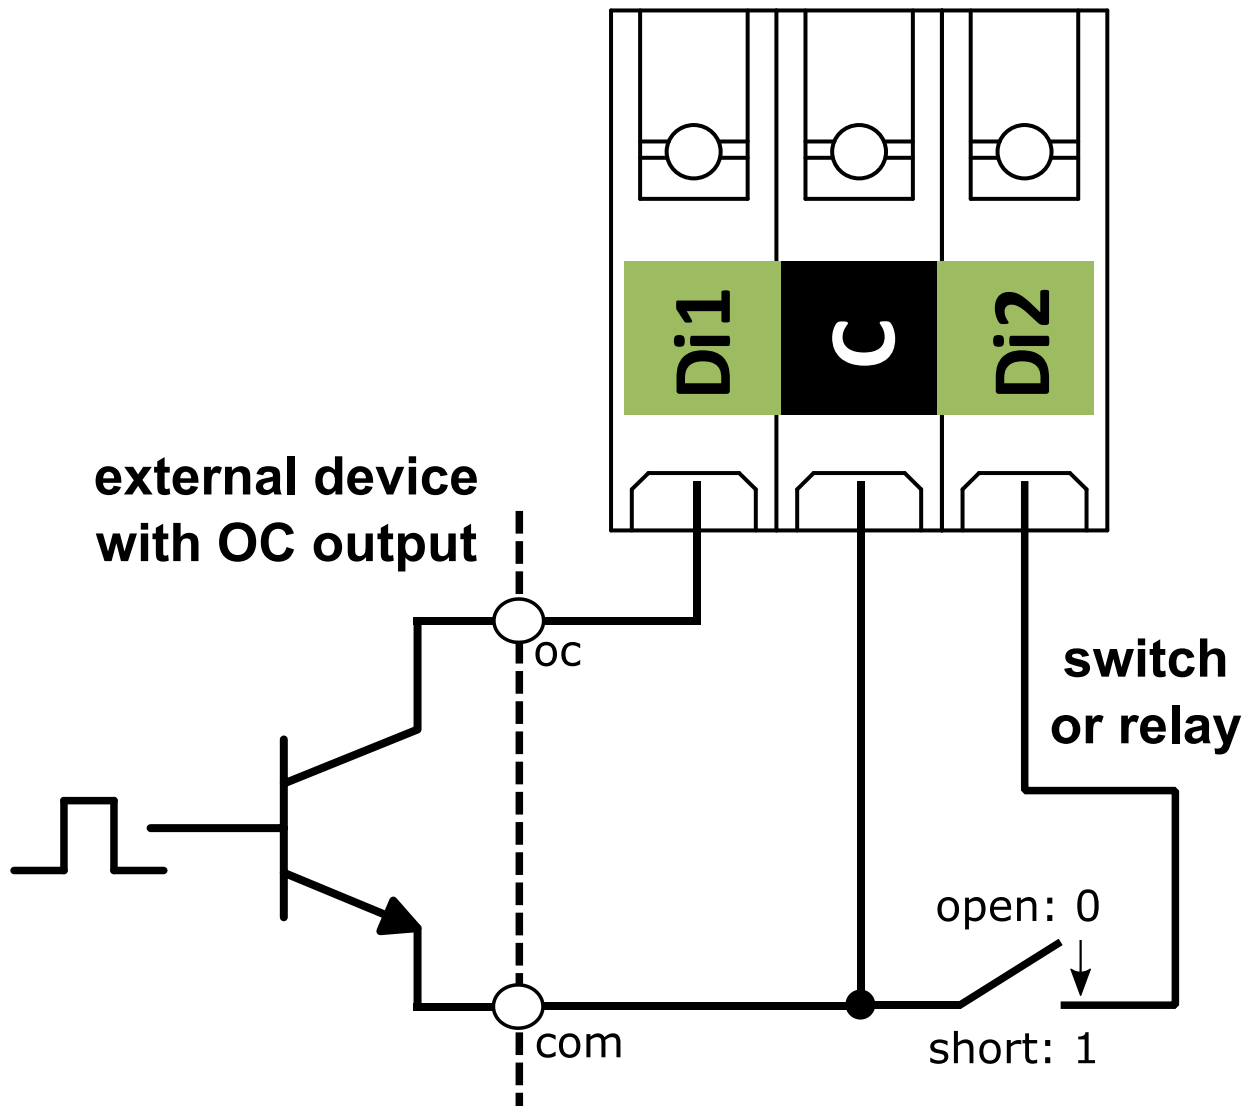 Di1
C
Di2
external device
with OC output
oc
switch
or relay
open: 0
com
short: 1